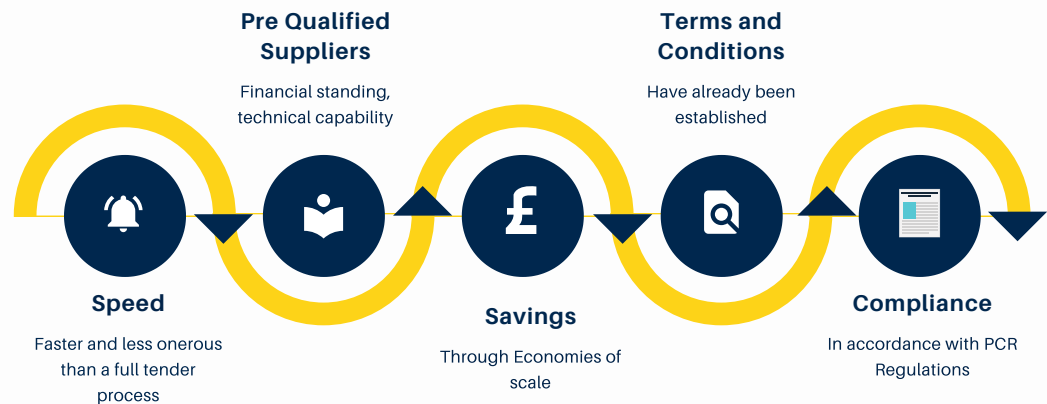 Speed
Faster and less onerous
than a full tender
process
Pre Qualified
Suppliers
Financial standing,
technical capability
£
Savings
Through Economies of
scale
Terms and
Conditions
Have already been
established
Compliance
In accordance with PCR
Regulations